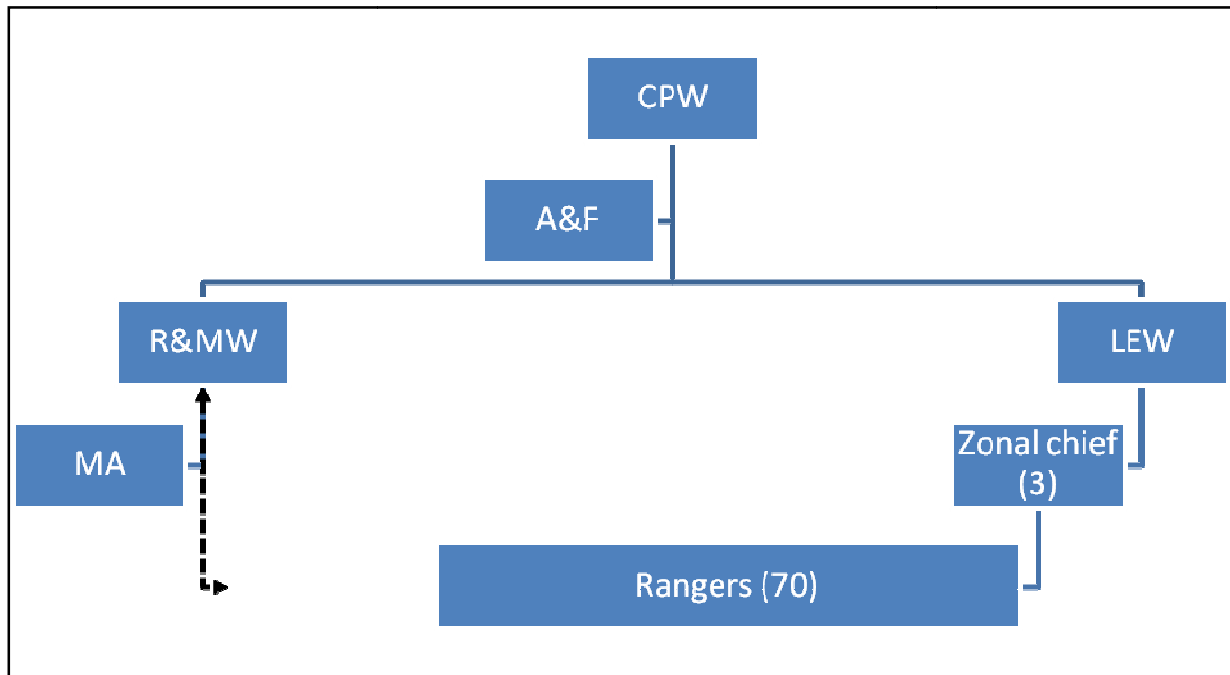 CPW
A&F
R&MW
LEW
MA
Zonal chief
(3)
Rangers (70)